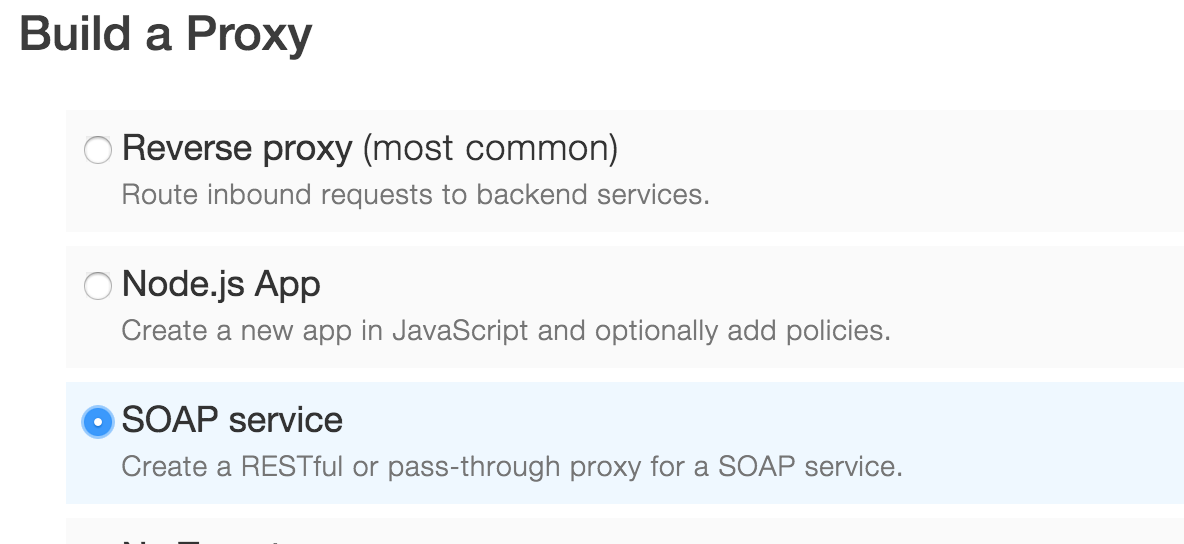 Build a Proxy
Reverse proxy (most common)
Route inbound requests to backend services.
Node.js App
Create a new app in JavaScript and optionally add policies.
SOAP service
Create a RESTful or pass-through proxy for a SOAP service.